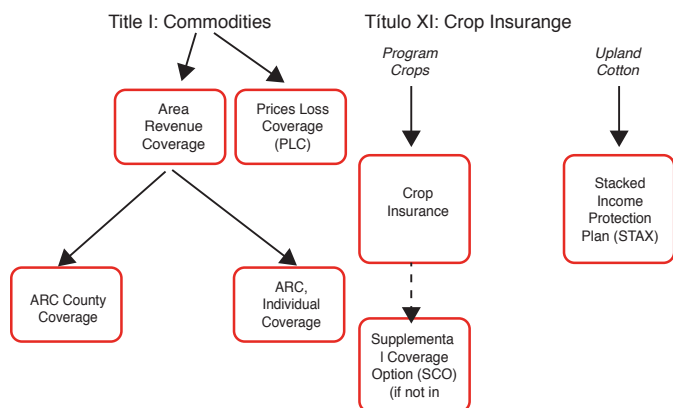 Title I: Commodities
Título XI: Crop Insurange
Program
Crops
Upland
Cotton
Area
Revenue
Coverage
Prices Loss
Coverage
(PLC)
Crop
Insurance
Stacked
Income
Protection
Plan (STAX)
ARC County
Coverage
ARC,
Individual
Coverage
Supplementa
l Coverage
Option (SCO)
(if not in